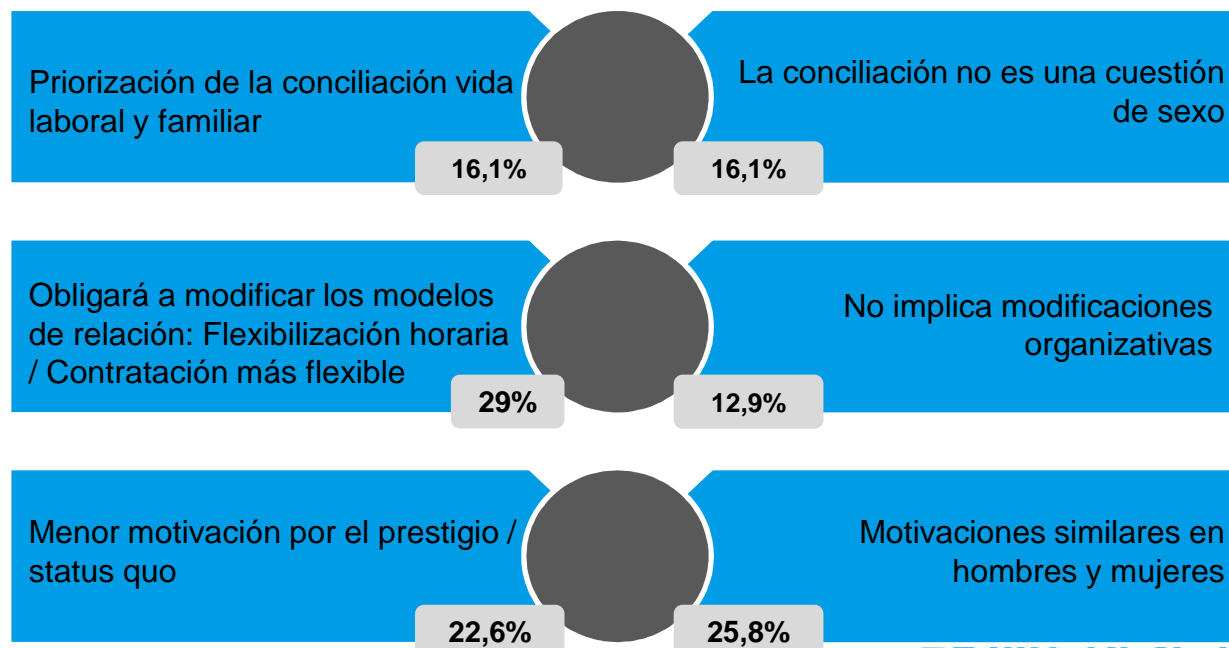 Priorización de la conciliación vida
laboral y familiar
16,1%
La conciliación no es una cuestión
de sexo
16,1%
Obligará a modificar los modelos
de relación: Flexibilización horaria
/ Contratación más flexible
29%
No implica modificaciones
organizativas
12,9%
Menor motivación por el prestigio /
status quo
22,6%
Motivaciones similares en
hombres y mujeres
25,8%